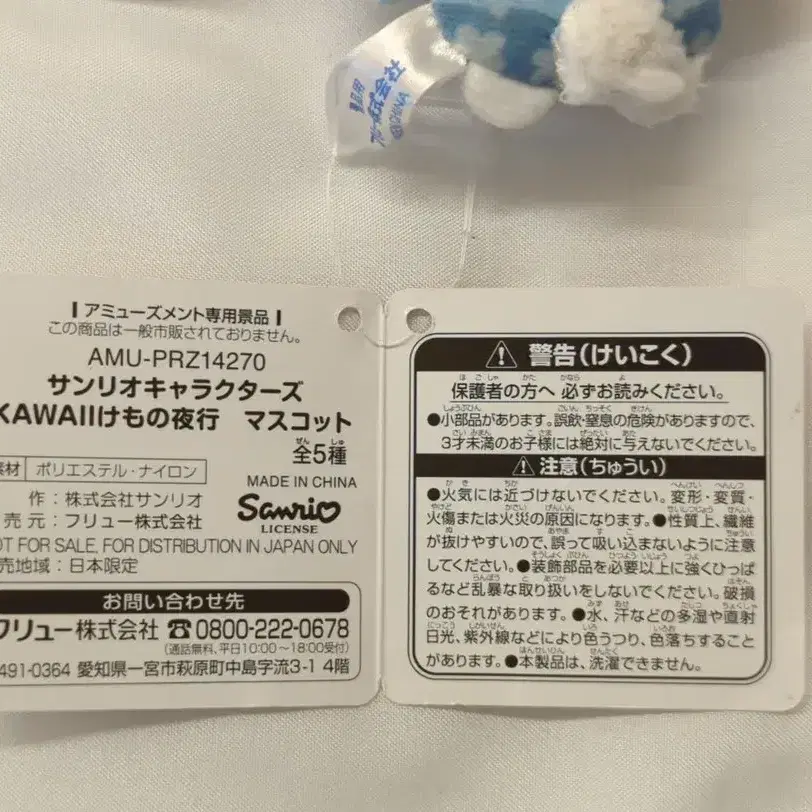 アミューズメント専用景品
この商品は一般市販されておりません。
AMU-PRZ14270
サンリオキャラクターズ
KAWAIIけもの夜行 マスコット
全5種
素材 ポリエステル・ナイロン
MADE IN CHINA
作:株式会社サンリオ
売元:フリュー株式会社
Sanrio
LICENSE
NOT FOR SALE, FOR DISTRIBUTION IN JAPAN ONLY
売地域:日本限定
お問い合わせ先
フリュー株式会社 ☎0800-222-0678
(通話無料、平日10:00~18:00受付)
491-0364 愛知県一宮市萩原町中島字流3-1 4階
警告(けいこく)
保護者の方へ 必ずお読みください。
●小部品があります。誤飲・窒息の危険がありますので、
3才未満のお子様には絶対に与えないでください。
注意(ちゅうい)
●火気には近づけないでください。変形・変質・
火傷または火災の原因になります。●性質上、繊維
が抜けやすいので、誤って吸い込まないように注意
してください。●装飾部品を必要以上に強くひっぱ
るなど乱暴な取り扱いをしないでください。破損
のおそれがあります。●水、汗などの多湿や直射
日光、紫外線などにより色うつり、色落ちすること
があります。●本製品は、洗濯できません。